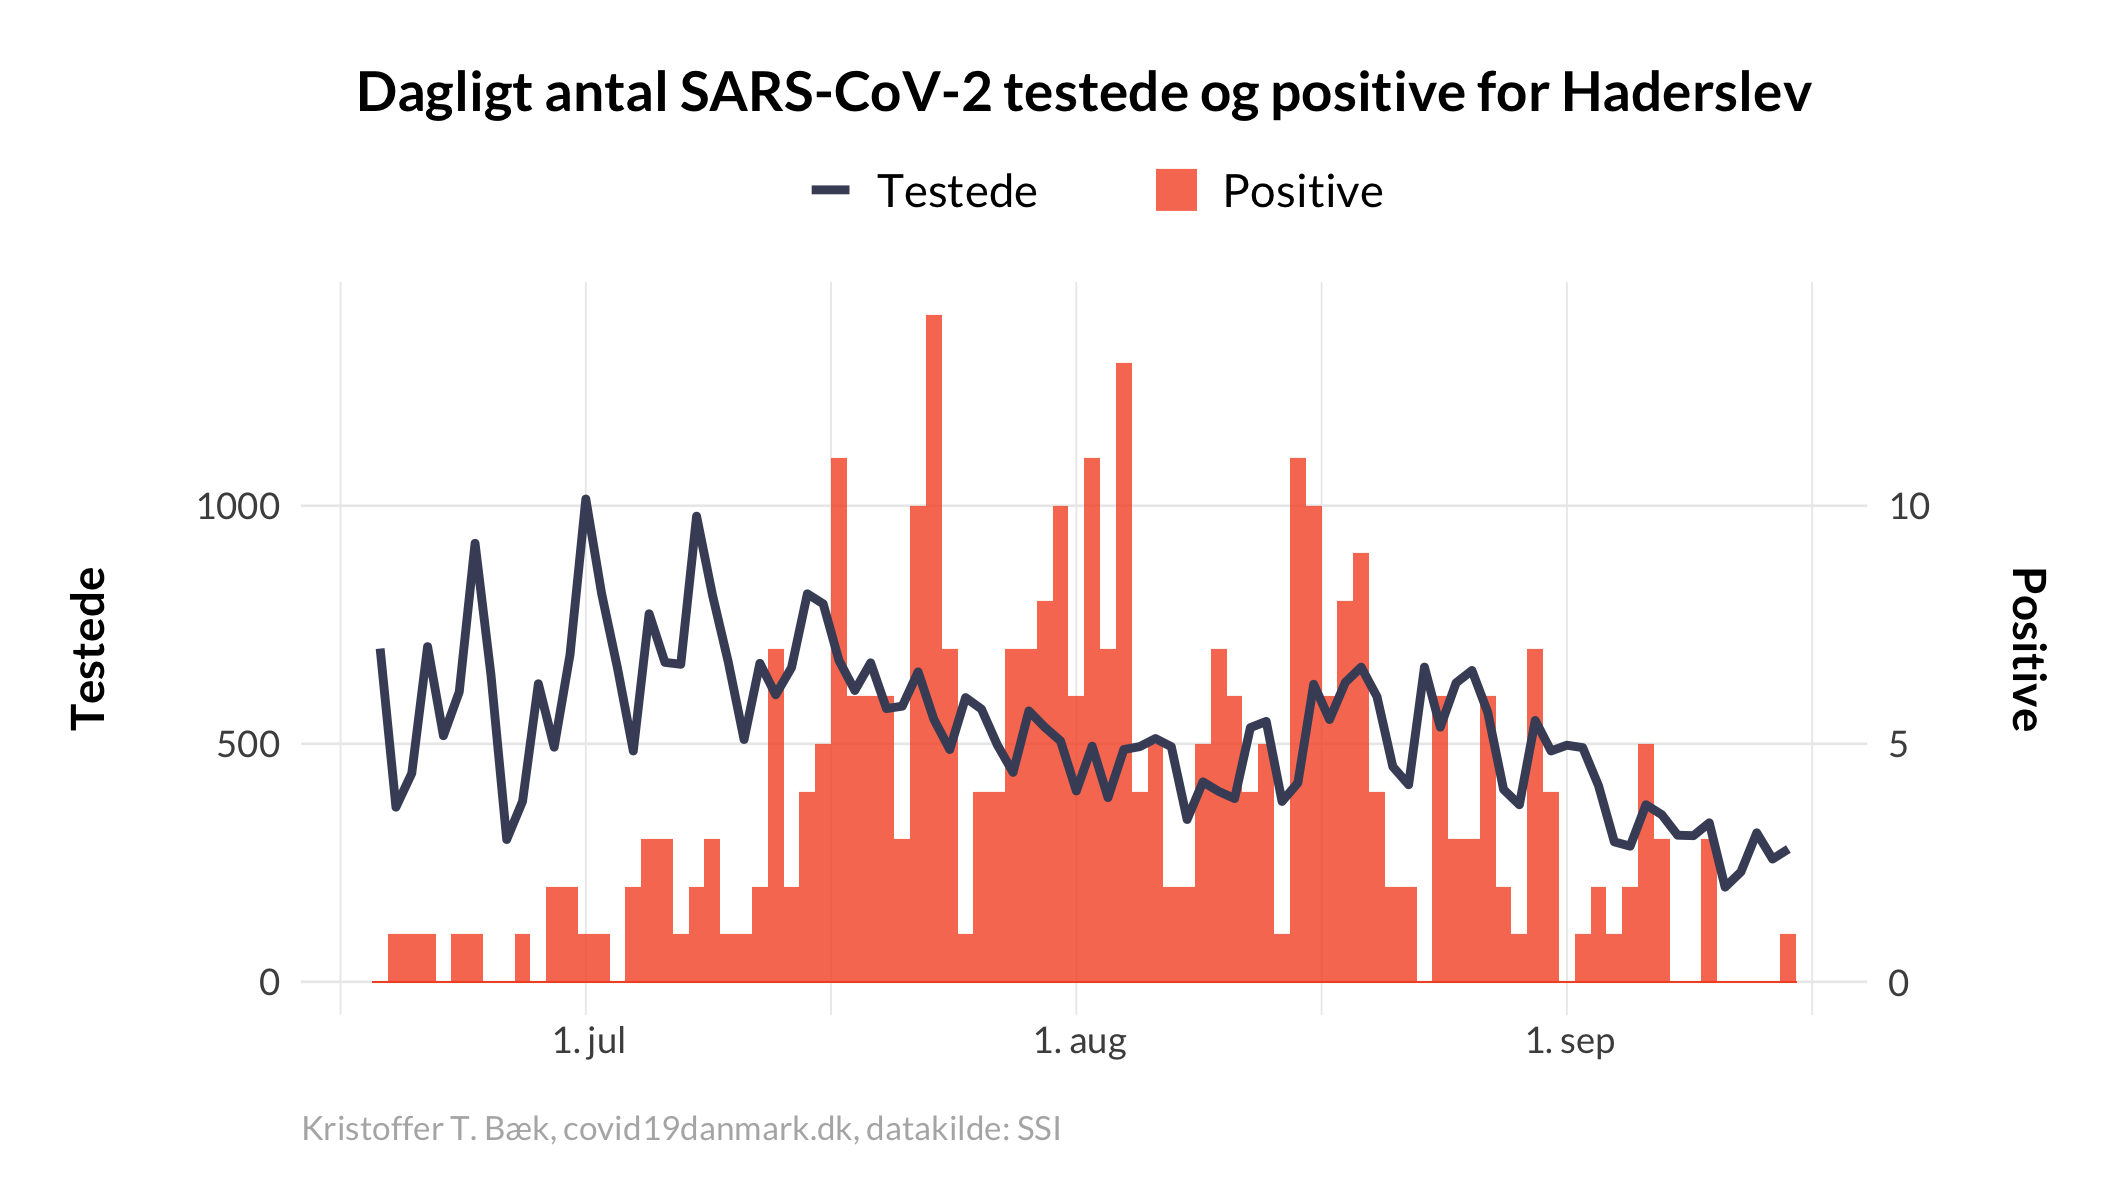 Dagligt antal SARS-CoV-2 testede og positive for Haderslev
Testede
Positive
1000
500
0
10
5
0
Testede
Positive
1. jul
1. aug
1. sep
Kristoffer T. Bæk, covid19danmark.dk, datakilde: SSI